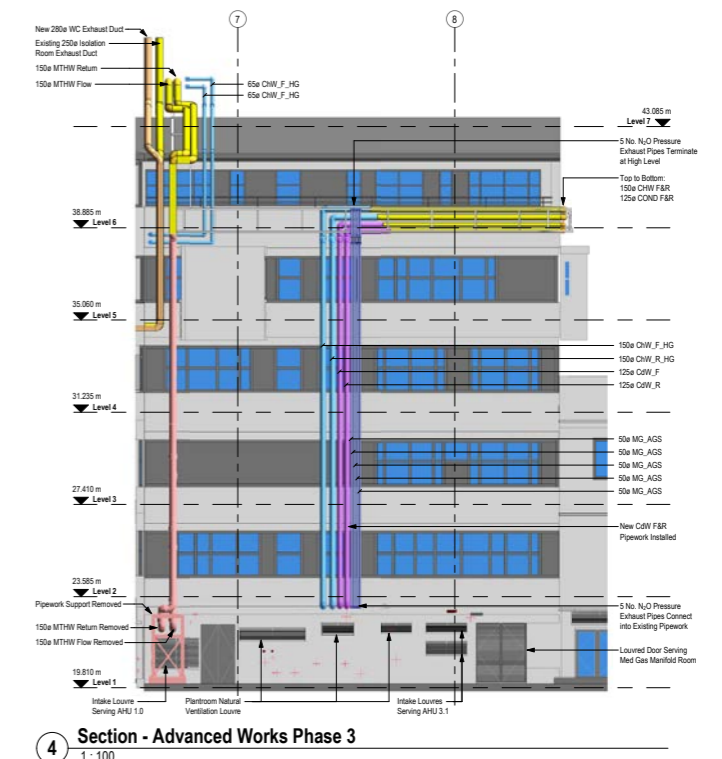 7
8
New 280ø WC Exhaust Duct
Existing 250ø Isolation
Room Exhaust Duct
150ø MTHW Return
150ø MTHW Flow
65ø ChW_F_HG
65ø ChW_F_HG
43.085 m
Level 7
5 No. N₂O Pressure
Exhaust Pipes Terminate
at High Level
Top to Bottom:
150ø CHW F&R
125ø COND F&R
38.885 m
Level 6
35.060 m
Level 5
150ø ChW_F_HG
150ø ChW_R_HG
125ø CdW_F
125ø CdW_R
31.235 m
Level 4
50ø MG_AGS
50ø MG_AGS
50ø MG_AGS
50ø MG_AGS
50ø MG_AGS
27.410 m
Level 3
New CdW F&R
Pipework Installed
23.585 m
Level 2
Pipework Support Removed
150ø MTHW Return Removed
150ø MTHW Flow Removed
5 No. N₂O Pressure
Exhaust Pipes Connect
into Existing Pipework
Louvred Door Serving
Med Gas Manifold Room
19.810 m
Level 1
Intake Louvre
Serving AHU 1.0
Plantroom Natural
Ventilation Louvre
Intake Louvres
Serving AHU 3.1
4
Section - Advanced Works Phase 3
1 : 100